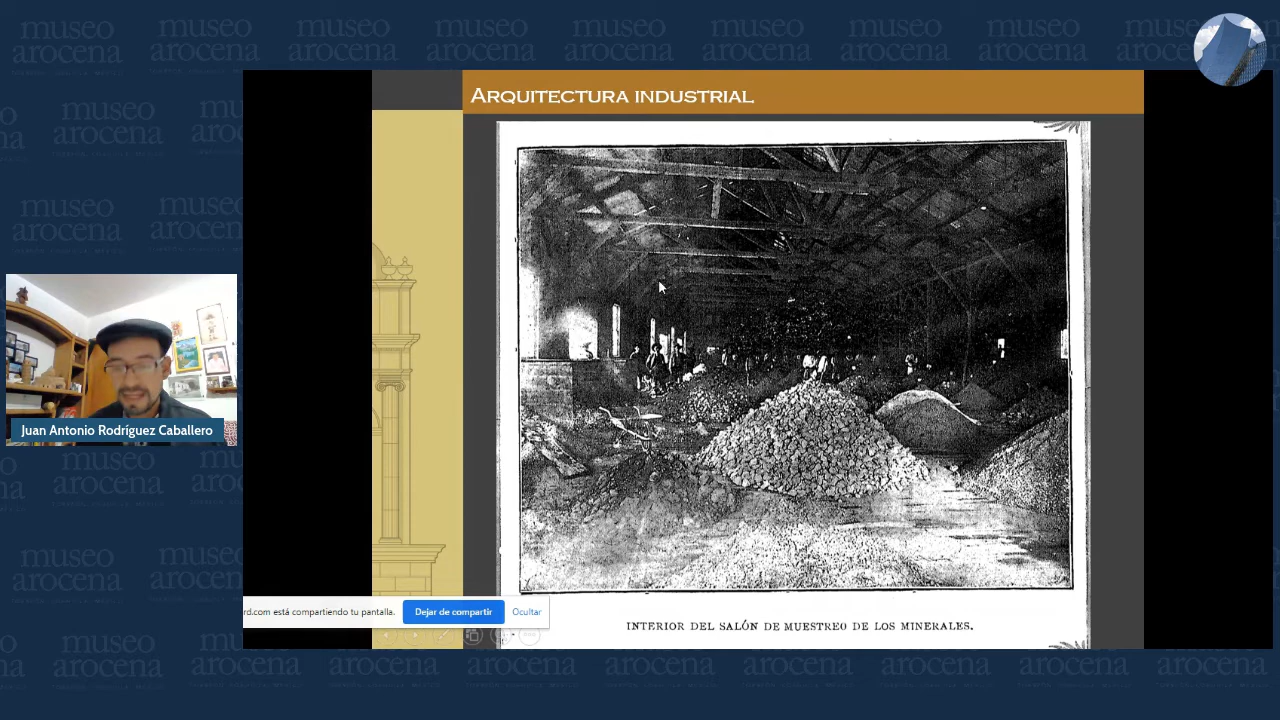 museo arocena
ARQUITECTURA INDUSTRIAL
Juan Antonio Rodríguez Caballero
rd.com está compartiendo tu pantalla.
Dejar de compartir
Ocultar
INTERIOR DEL SALÓN DE MUESTREO DE LOS MINERALES.